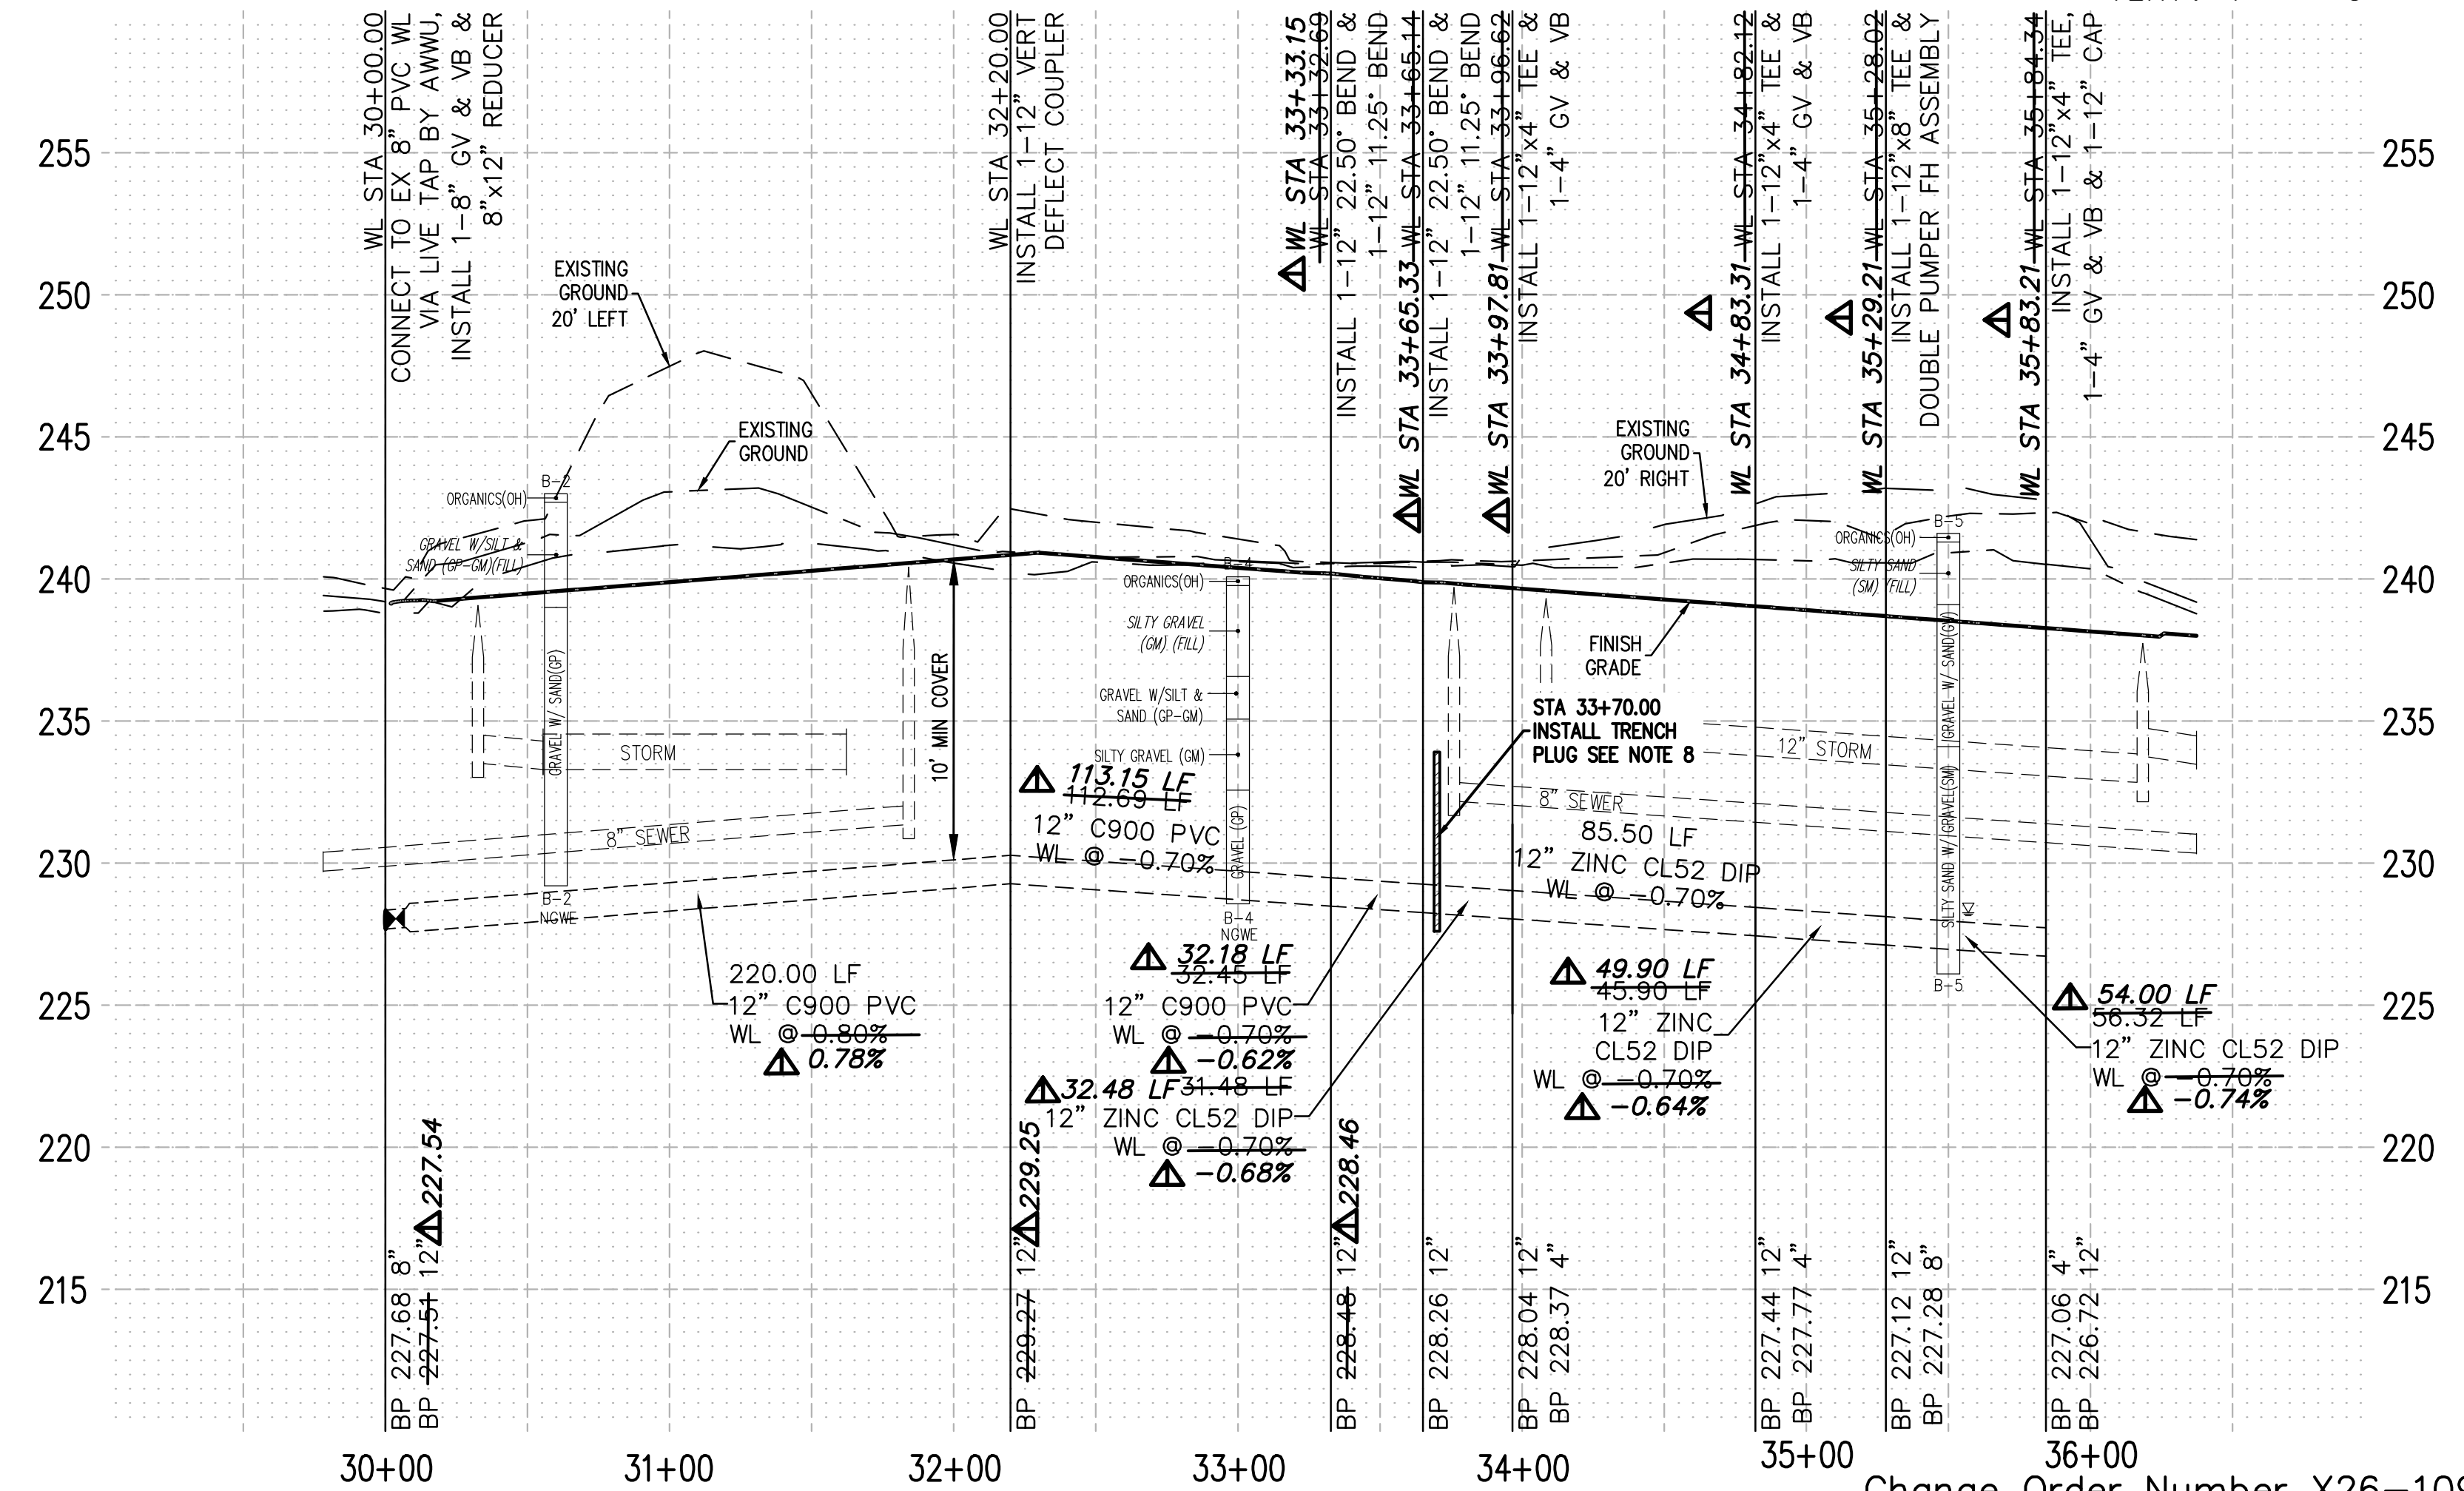 WL STA 30+00.00
CONNECT TO EX 8" PVC WL
VIA LIVE TAP BY AWWU,
INSTALL 1-8" GV & VB &
8"x12" REDUCER
WL STA 32+20.00
INSTALL 1-12" VERT
DEFLECT COUPLER
WL STA 33+33.15
WL STA 33+32.69
INSTALL 1-12" 22.50° BEND &
1-12" 11.25° BEND
WL STA 33+65.33
WL STA 33+65.14
INSTALL 1-12" 22.50° BEND &
1-12" 11.25° BEND
WL STA 33+97.81
WL STA 33+96.62
INSTALL 1-12"x4" TEE &
1-4" GV & VB
WL STA 34+83.31
WL STA 34+82.12
INSTALL 1-12"x4" TEE &
1-4" GV & VB
WL STA 35+29.21
WL STA 35+28.02
INSTALL 1-12"x8" TEE &
DOUBLE PUMPER FH ASSEMBLY
WL STA 35+83.21
WL STA 35+84.34
INSTALL 1-12"x4" TEE,
1-4" GV & VB & 1-12" CAP
255
255
250
250
245
245
240
240
235
235
230
230
225
225
220
220
215
215
EXISTING
GROUND
20' LEFT
EXISTING
GROUND
EXISTING
GROUND
20' RIGHT
B-2
ORGANICS(OH)
GRAVEL W/SILT &
SAND (GP-GM)(FILL)
GRAVEL W/ SAND(GP)
STORM
8" SEWER
B-2
NGWE
10' MIN COVER
B-4
ORGANICS(OH)
SILTY GRAVEL
(GM) (FILL)
GRAVEL W/SILT &
SAND (GP-GM)
SILTY GRAVEL (GM)
GRAVEL (GP)
B-4
NGWE
FINISH
GRADE
STA 33+70.00
INSTALL TRENCH
PLUG SEE NOTE 8
B-5
ORGANICS(OH)
SILTY SAND
(SM) (FILL)
GRAVEL W/ SAND(GW)
SILTY SAND W/ GRAVEL(SM)
B-5
12" STORM
8" SEWER
113.15 LF
112.69 LF
12" C900 PVC
WL @ -0.70%
85.50 LF
12" ZINC CL52 DIP
WL @ -0.70%
220.00 LF
12" C900 PVC
WL @ 0.80%
0.78%
32.18 LF
32.45 LF
12" C900 PVC
WL @ -0.70%
-0.62%
32.48 LF 31.48 LF
12" ZINC CL52 DIP
WL @ -0.70%
-0.68%
49.90 LF
45.90 LF
12" ZINC
CL52 DIP
WL @ -0.70%
-0.64%
54.00 LF
56.32 LF
12" ZINC CL52 DIP
WL @ -0.70%
-0.74%
BP 227.68 8"
BP 227.51 12" 227.54
BP 229.27 12" 229.25
BP 228.48 12" 228.46
BP 228.26 12"
BP 228.04 12"
BP 228.37 4"
BP 227.44 12"
BP 227.77 4"
BP 227.12 12"
BP 227.28 8"
BP 227.06 4"
BP 226.72 12"
30+00
31+00
32+00
33+00
34+00
35+00
36+00
Change Order Number X26-109